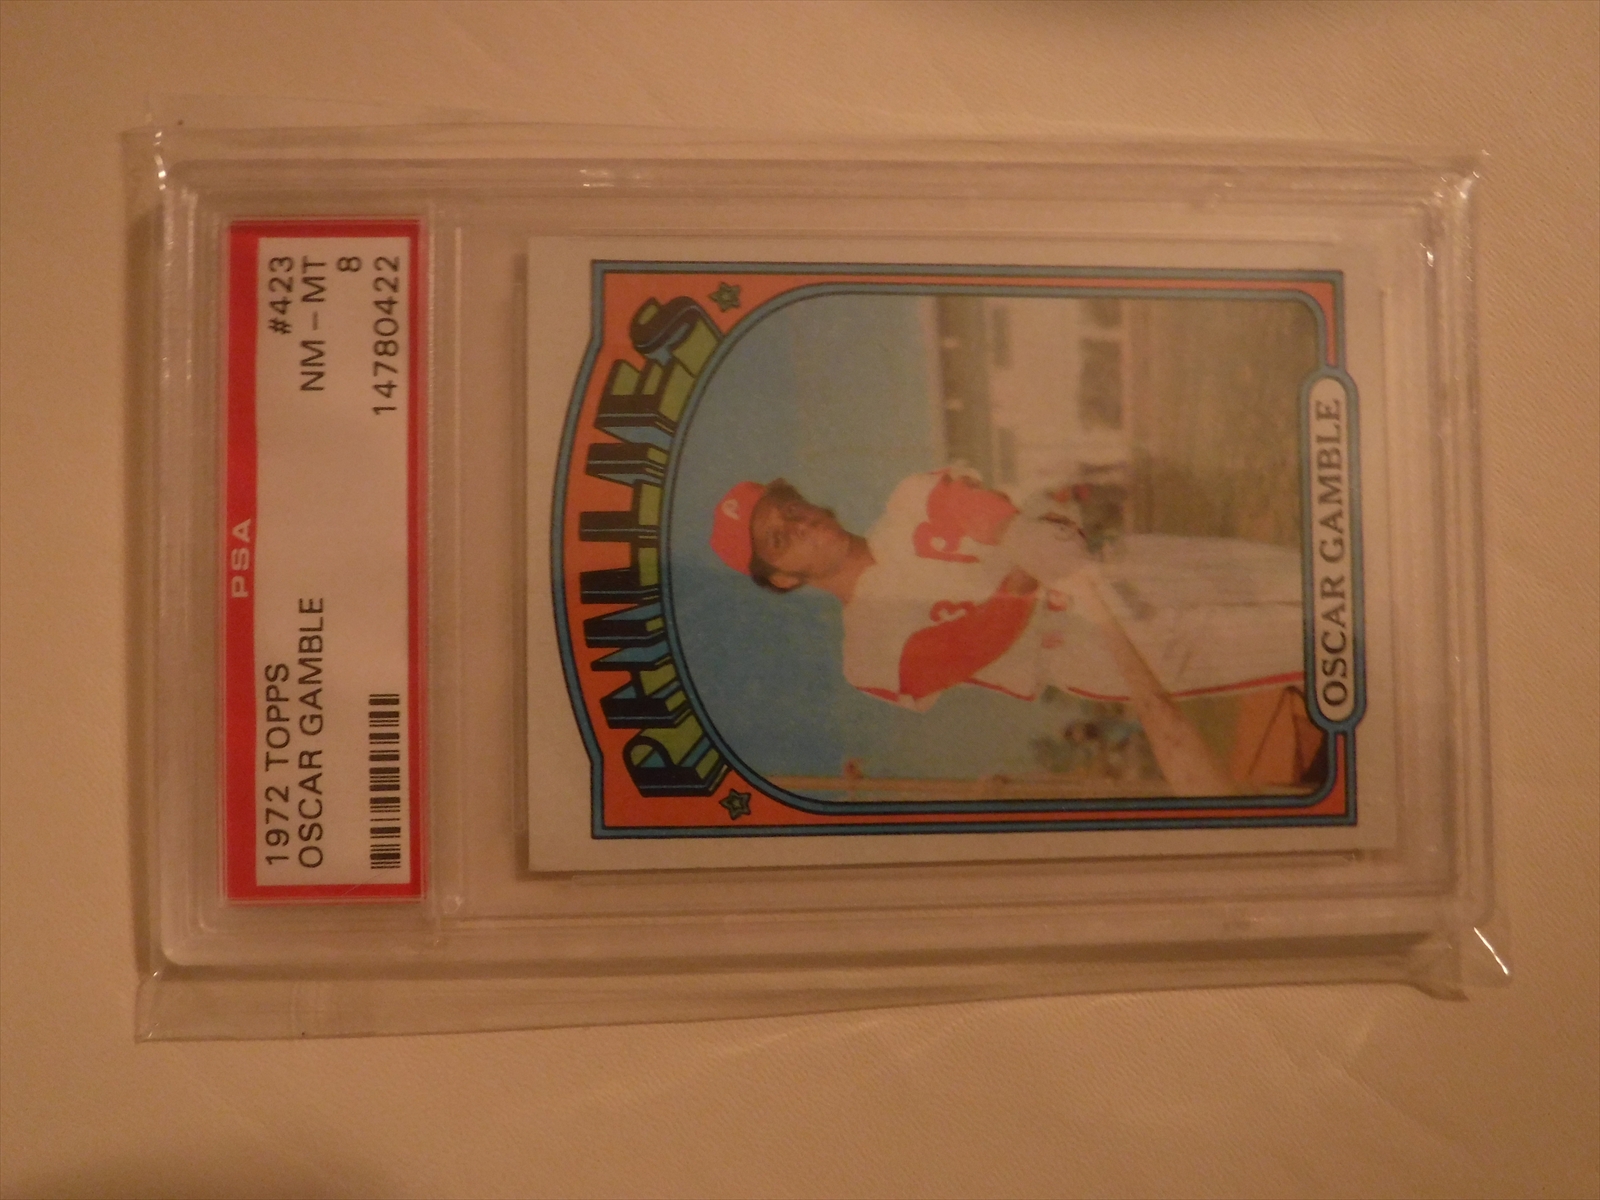 PSA
1972 TOPPS #423
OSCAR GAMBLE NM - MT
8
14780422
PHILLIES
P
P
OSCAR GAMBLE